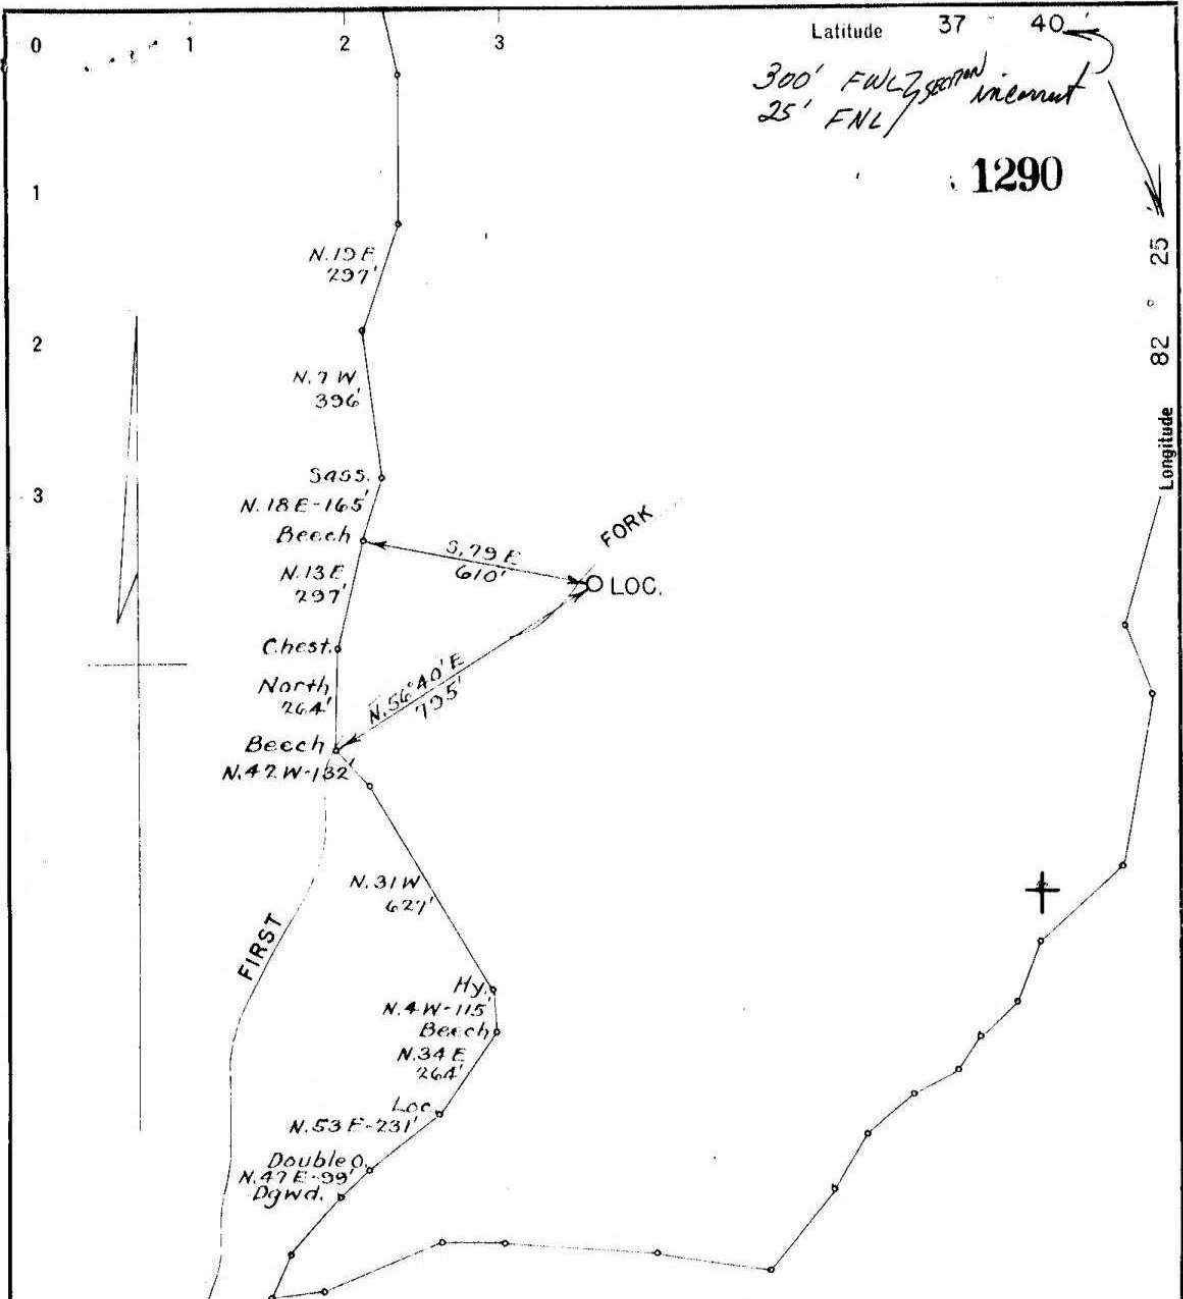 Latitude 37 40'
0 1 2 3
300' FWL } SECTION incorrect
25' FNL
1290
1
N.19 E
297'
25'
2
82°
N.7 W
396'
Longitude
Sass.
3
N.18 E-165'
Beech
FORK
S.79 E
610'
LOC.
N.13 E
297'
Chest.
North
264'
N.56°40'E
795'
Beech
N.42 W-132'
N.31 W
627'
FIRST
Hy.
N.4 W-115'
Beech
N.34 E
264'
Loc.
N.53 E-231'
Double O.
N.47 E-99'
Dgwd.